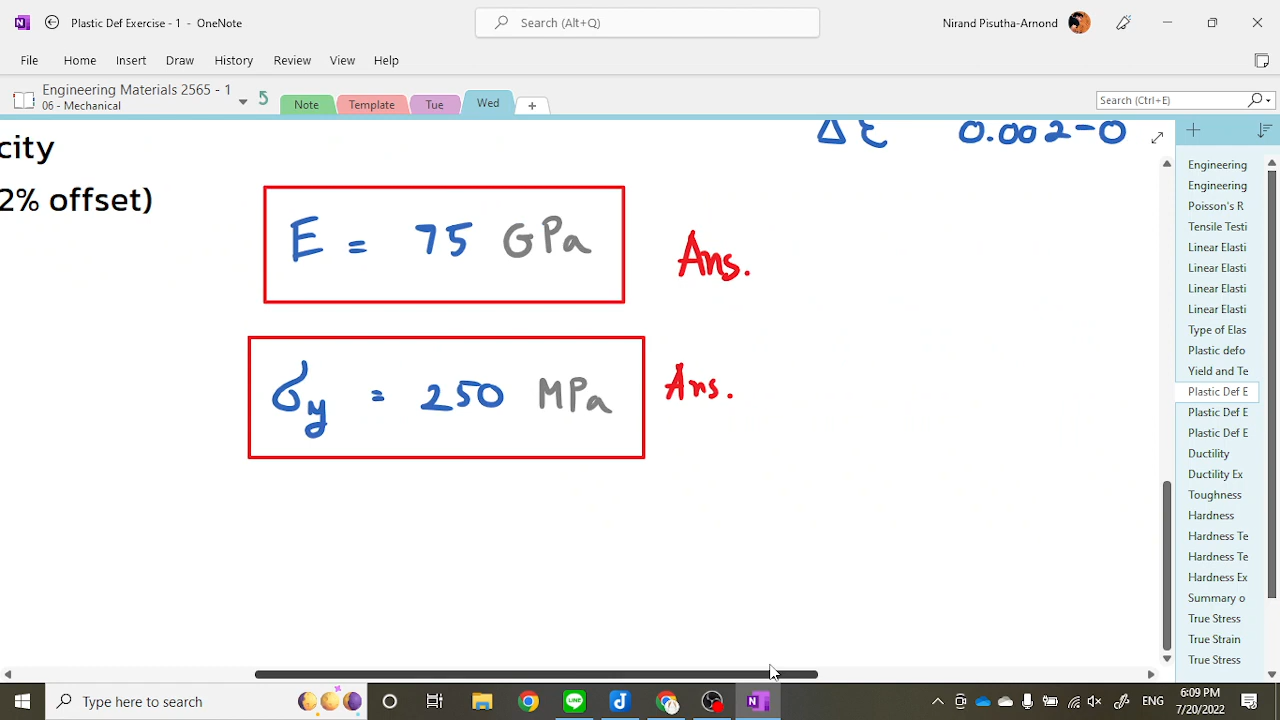 Plastic Def Exercise - 1 - OneNote
Search (Alt+Q)
Nirand Pisutha-Arnond
File Home Insert Draw History Review View Help
Engineering Materials 2565 - 1
06 - Mechanical
Note Template Tue Wed +
Search (Ctrl+E)
Δε 0.002-0
city
2% offset)
E = 75 GPa
Ans.
σy = 250 MPa
Ans.
Engineering
Engineering
Poisson's R
Tensile Testi
Linear Elasti
Linear Elasti
Linear Elasti
Linear Elasti
Type of Elas
Plastic defo
Yield and Te
Plastic Def E
Plastic Def E
Plastic Def E
Ductility
Ductility Ex
Toughness
Hardness
Hardness Te
Hardness Te
Hardness Ex
Summary o
True Stress
True Strain
True Stress
Type here to search
LINE
ENG
6:09 PM
7/20/2022